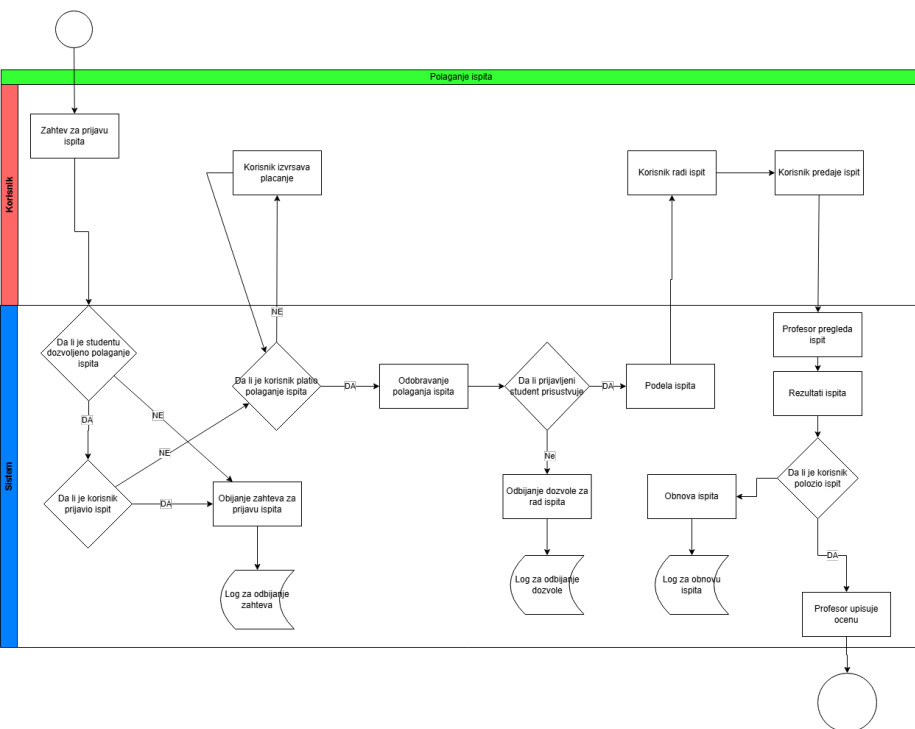 Polaganje ispita
Korisnik
Zahtev za prijavu
ispita
Korisnik izvrsava
placanje
Korisnik radi ispit
Korisnik predaje ispit
Sistem
Da li je studentu
dozvoljeno polaganje
ispita
NE
DA
Da li je korisnik
prijavio ispit
NE
DA
Obijanje zahteva za
prijavu ispita
Log za odbijanje
zahteva
Da li je korisnik platio
polaganje ispita
NE
DA
Odobravanje
polaganja ispita
Da li prijavljeni
student prisustvuje
DA
Ne
Odbijanje dozvole za
rad ispita
Log za odbijanje
dozvole
Podela ispita
Profesor pregleda
ispit
Rezultati ispita
Da li je korisnik
polozio ispit
Obnova ispita
Log za obnovu
ispita
DA
Profesor upisuje
ocenu